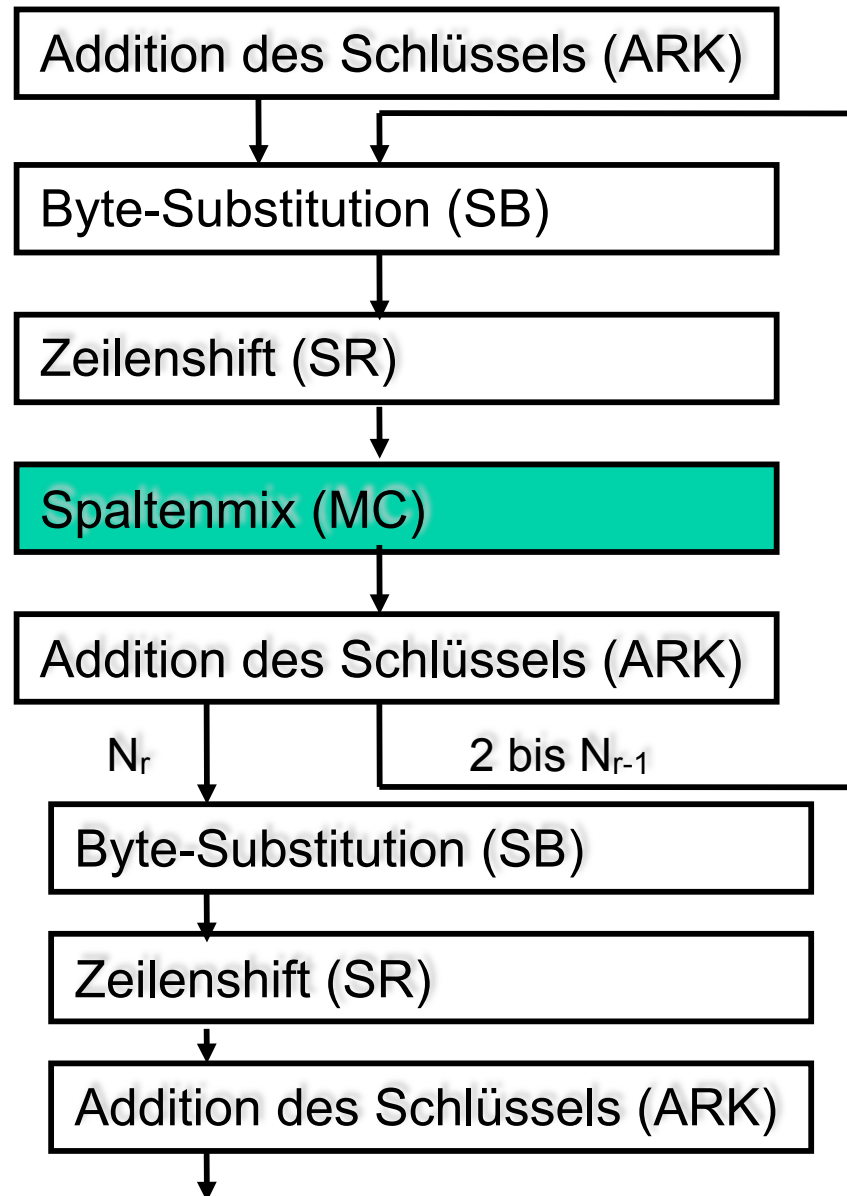 Addition des Schlüssels (ARK)
Byte-Substitution (SB)
Zeilenshift (SR)
Spaltenmix (MC)
Addition des Schlüssels (ARK)
Nr 2 bis Nr-1
Byte-Substitution (SB)
Zeilenshift (SR)
Addition des Schlüssels (ARK)